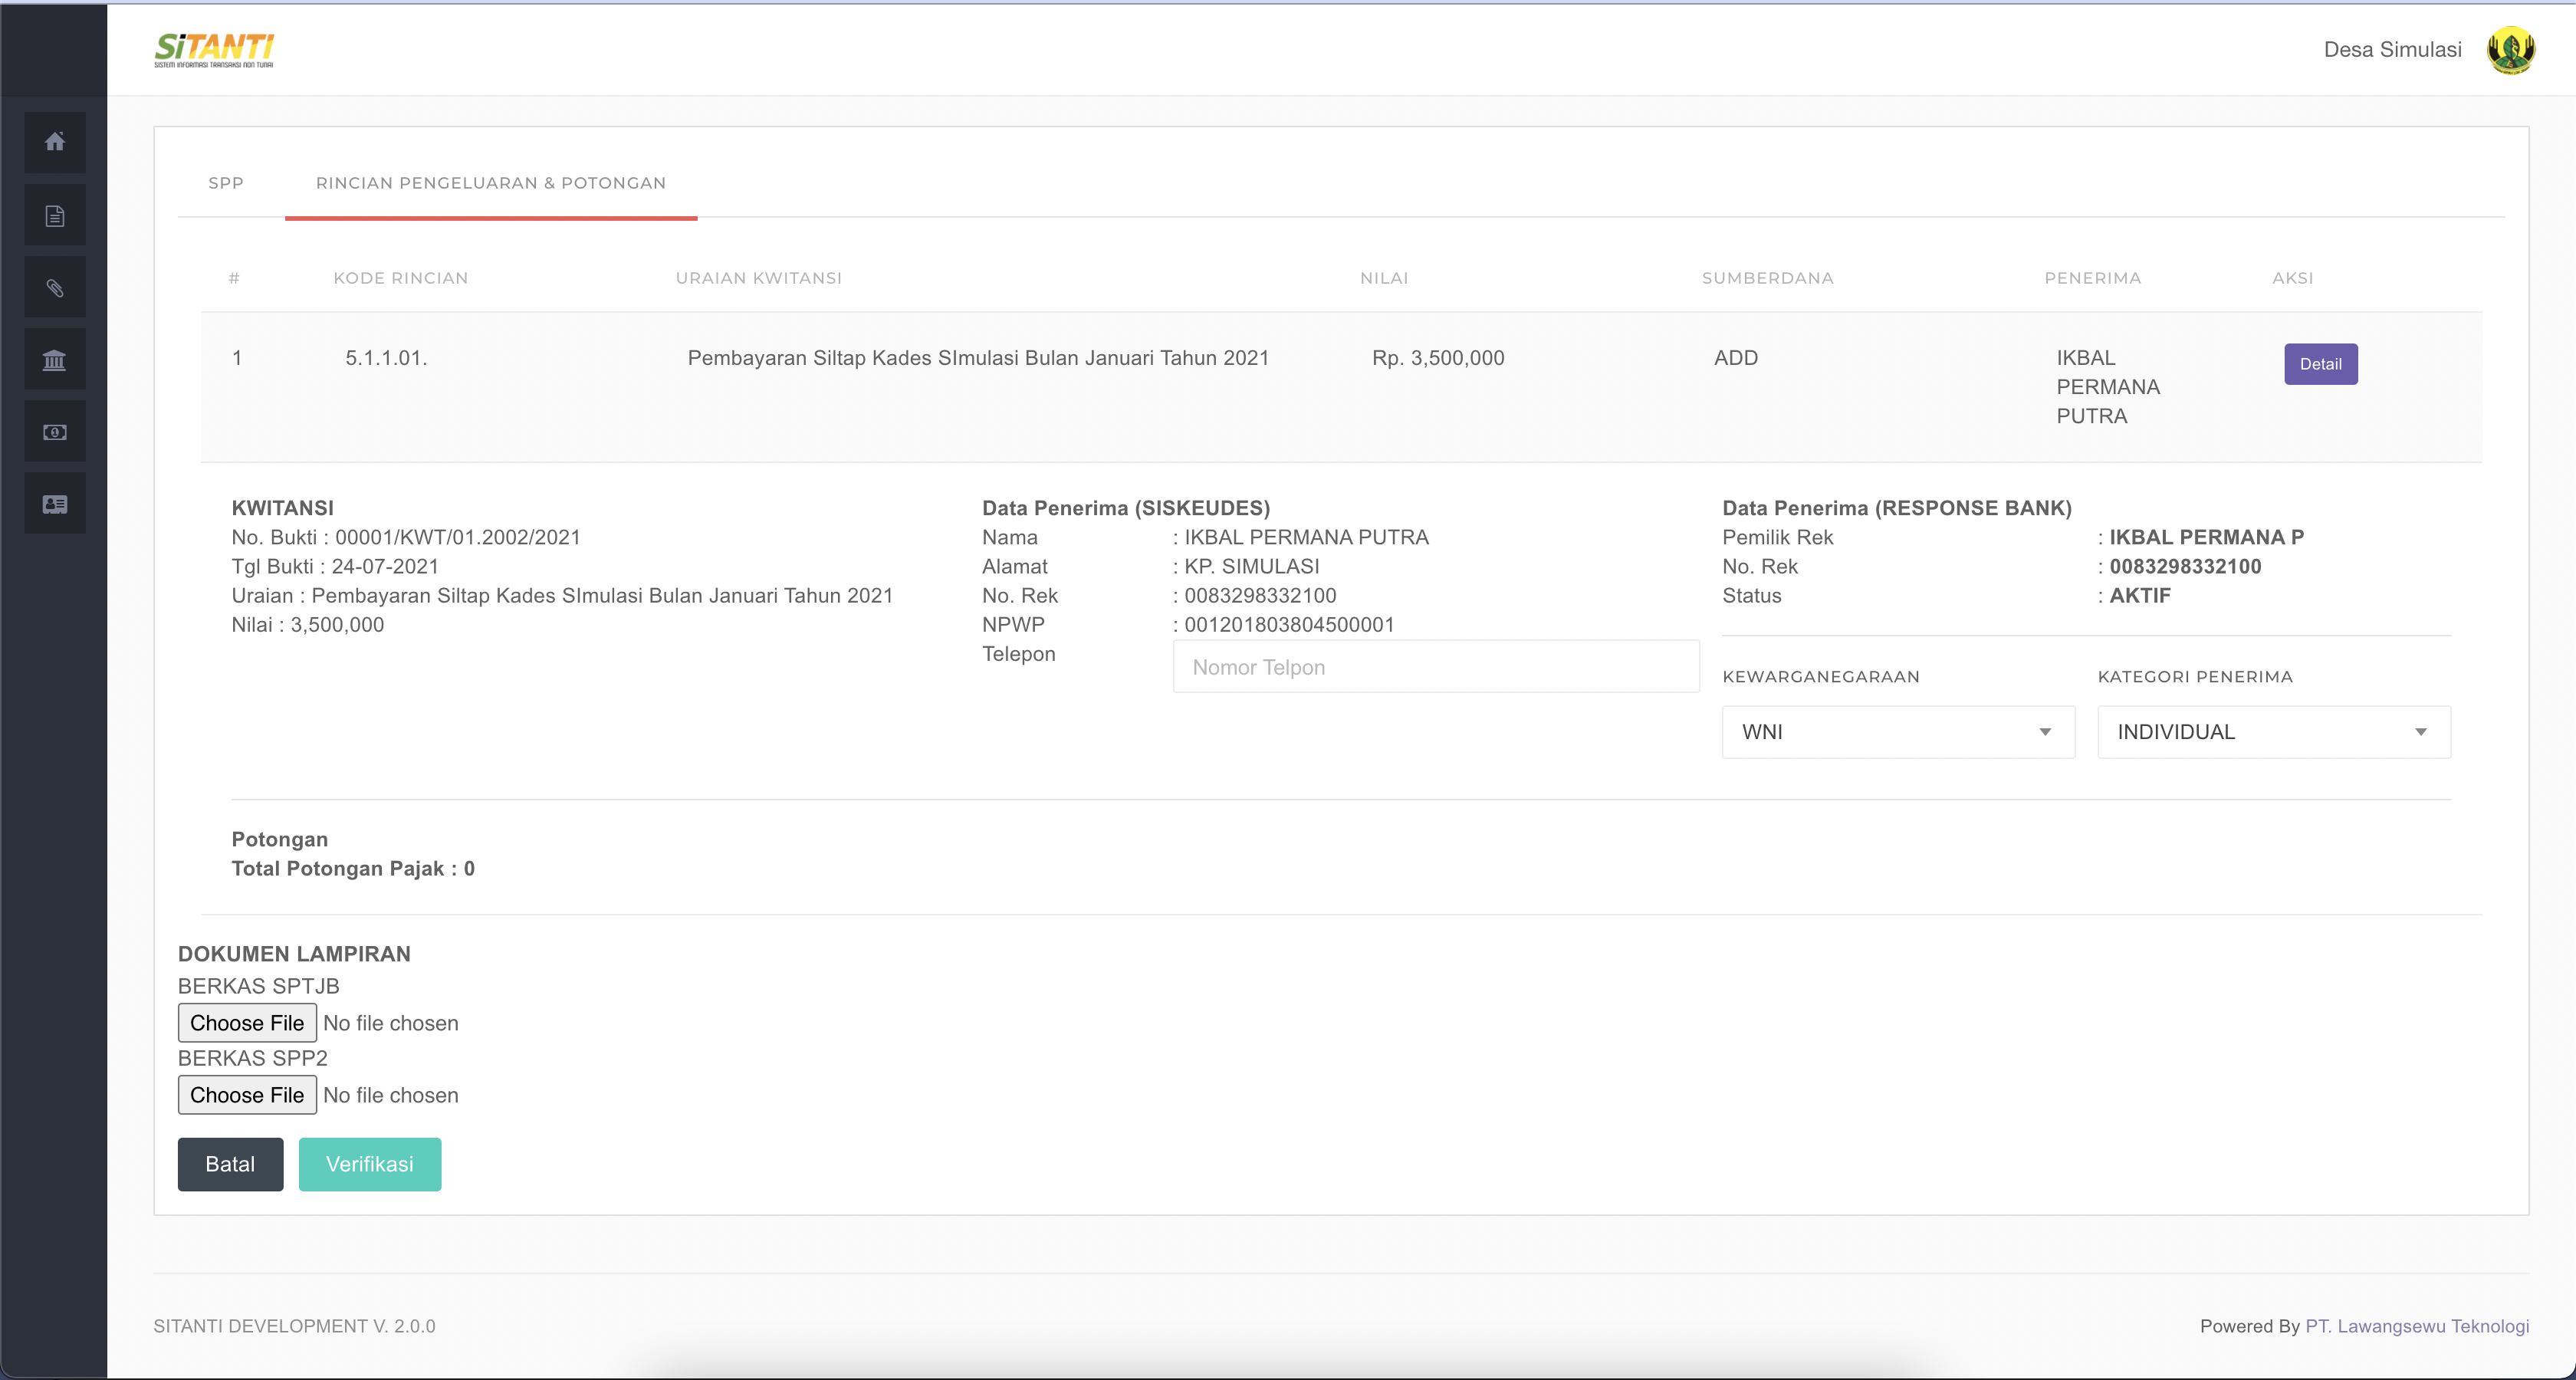 SiTANTI
SISTEM INFORMASI TRANSAKSI NON TUNAI
Desa Simulasi
SPP
RINCIAN PENGELUARAN & POTONGAN
# KODE RINCIAN URAIAN KWITANSI NILAI SUMBERDANA PENERIMA AKSI
1 5.1.1.01. Pembayaran Siltap Kades SImulasi Bulan Januari Tahun 2021 Rp. 3,500,000 ADD IKBAL PERMANA PUTRA Detail
KWITANSI
No. Bukti : 00001/KWT/01.2002/2021
Tgl Bukti : 24-07-2021
Uraian : Pembayaran Siltap Kades SImulasi Bulan Januari Tahun 2021
Nilai : 3,500,000
Data Penerima (SISKEUDES)
Nama : IKBAL PERMANA PUTRA
Alamat : KP. SIMULASI
No. Rek : 0083298332100
NPWP : 001201803804500001
Telepon Nomor Telpon
Data Penerima (RESPONSE BANK)
Pemilik Rek : IKBAL PERMANA P
No. Rek : 0083298332100
Status : AKTIF
KEWARGANEGARAAN KATEGORI PENERIMA
WNI INDIVIDUAL
Potongan
Total Potongan Pajak : 0
DOKUMEN LAMPIRAN
BERKAS SPTJB
Choose File No file chosen
BERKAS SPP2
Choose File No file chosen
Batal Verifikasi
SITANTI DEVELOPMENT V. 2.0.0
Powered By PT. Lawangsewu Teknologi